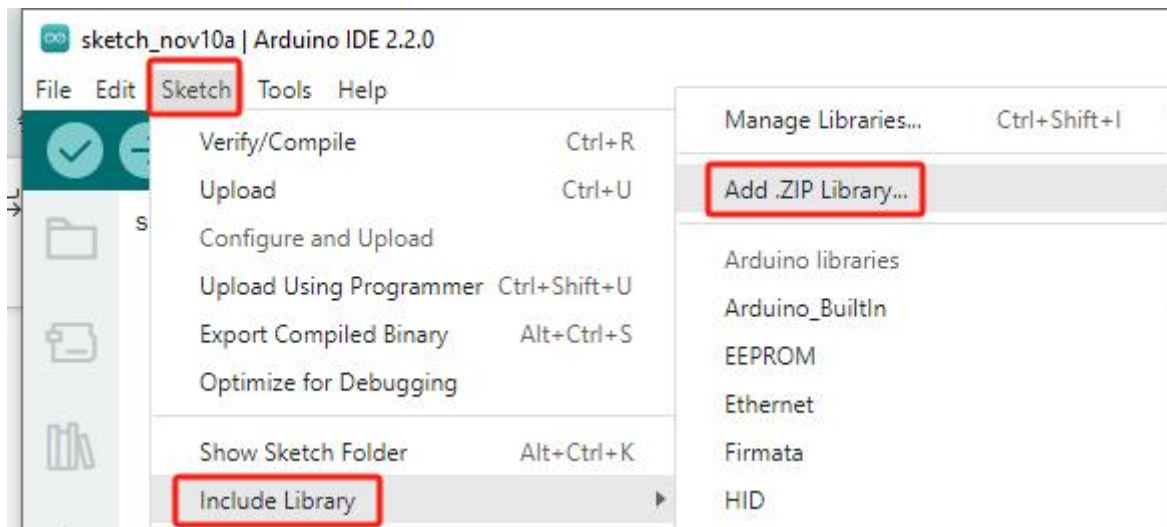 sketch_nov10a | Arduino IDE 2.2.0
File Edit Sketch Tools Help
Verify/Compile Ctrl+R
Upload Ctrl+U
Configure and Upload
Upload Using Programmer Ctrl+Shift+U
Export Compiled Binary Alt+Ctrl+S
Optimize for Debugging
Show Sketch Folder Alt+Ctrl+K
Include Library
Manage Libraries... Ctrl+Shift+I
Add .ZIP Library...
Arduino libraries
Arduino_BuiltIn
EEPROM
Ethernet
Firmata
HID